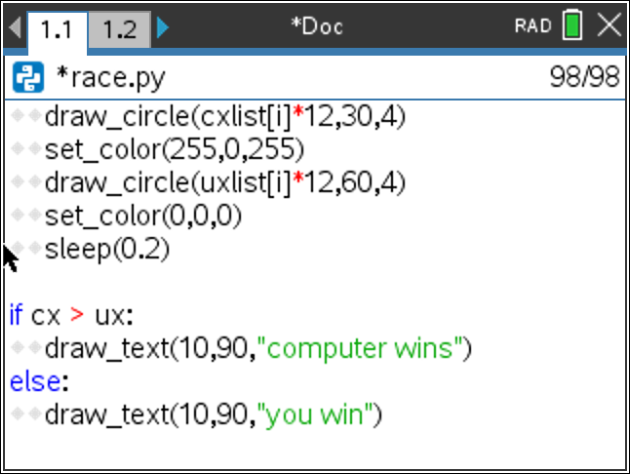 1.1 1.2 *Doc RAD
*race.py 98/98
draw_circle(cxlist[i]*12,30,4)
set_color(255,0,255)
draw_circle(uxlist[i]*12,60,4)
set_color(0,0,0)
sleep(0.2)
if cx > ux:
draw_text(10,90,"computer wins")
else:
draw_text(10,90,"you win")